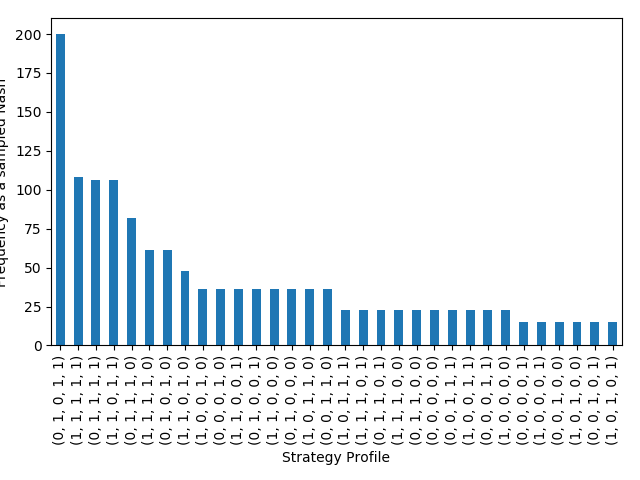 200
175
150
125
100
75
50
25
0
Frequency as a sampled Nash
(0, 1, 0, 1, 1)
(1, 1, 1, 1, 1)
(0, 1, 1, 1, 1)
(1, 1, 0, 1, 1)
(0, 1, 1, 1, 0)
(1, 1, 1, 1, 0)
(0, 1, 0, 1, 0)
(1, 1, 0, 1, 0)
(1, 0, 0, 1, 0)
(0, 0, 0, 1, 0)
(1, 1, 0, 0, 1)
(0, 1, 0, 0, 1)
(0, 1, 1, 0, 0)
(0, 1, 0, 0, 0)
(1, 0, 1, 1, 0)
(0, 0, 1, 1, 0)
(1, 0, 1, 1, 1)
(1, 1, 1, 0, 1)
(1, 0, 0, 1, 1)
(1, 1, 1, 0, 0)
(1, 1, 0, 0, 0)
(0, 0, 0, 0, 0)
(0, 0, 1, 1, 1)
(0, 1, 1, 0, 1)
(0, 0, 0, 1, 1)
(1, 0, 0, 0, 0)
(0, 0, 0, 0, 1)
(1, 0, 0, 0, 1)
(0, 0, 1, 0, 0)
(1, 0, 1, 0, 0)
(0, 0, 1, 0, 1)
(1, 0, 1, 0, 1)
Strategy Profile